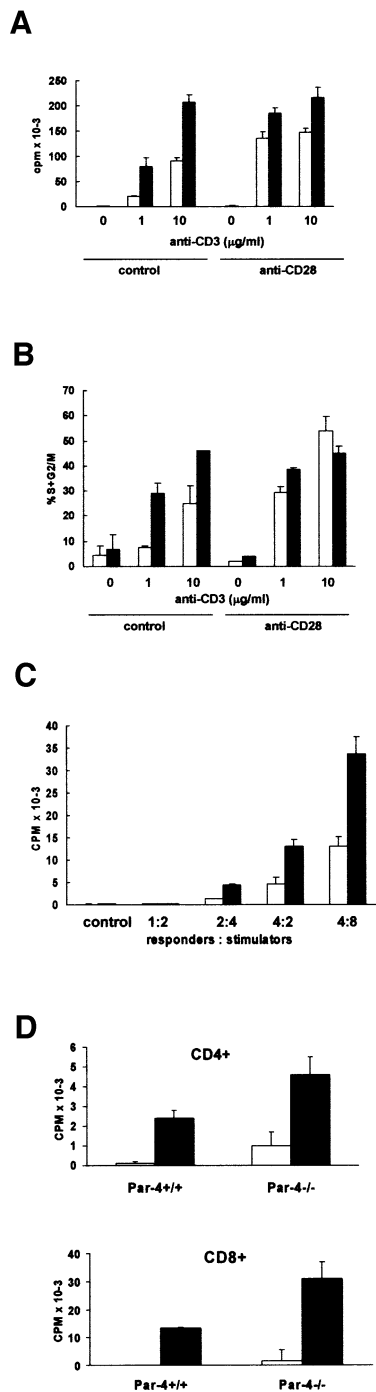 A
250
200
150
100
50
0
cpm x 10-3
0 1 10 0 1 10
anti-CD3 (µg/ml)
control anti-CD28
B
70
60
50
40
30
20
10
0
%S+G2/M
0 1 10 0 1 10
anti-CD3 (µg/ml)
control anti-CD28
C
40
35
30
25
20
15
10
5
0
CPM x 10-3
control 1:2 2:4 4:2 4:8
responders : stimulators
D
CD4+
6
5
4
3
2
1
0
CPM x 10-3
Par-4+/+ Par-4-/-
CD8+
40
30
20
10
0
CPM x 10-3
Par-4+/+ Par-4-/-